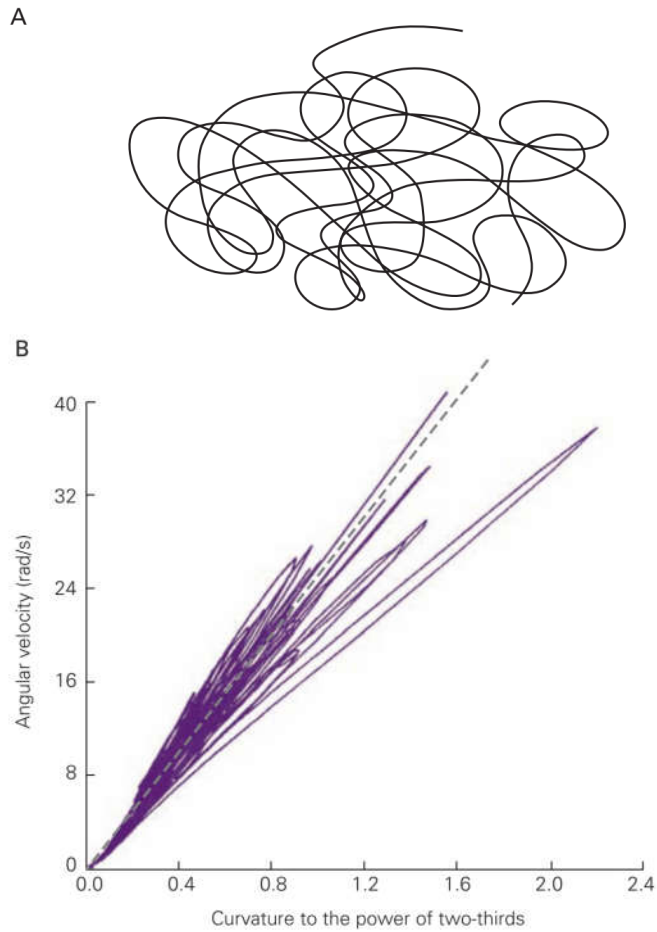 A
B
40
32
24
16
8
0
Angular velocity (rad/s)
0.0 0.4 0.8 1.2 1.6 2.0 2.4
Curvature to the power of two-thirds